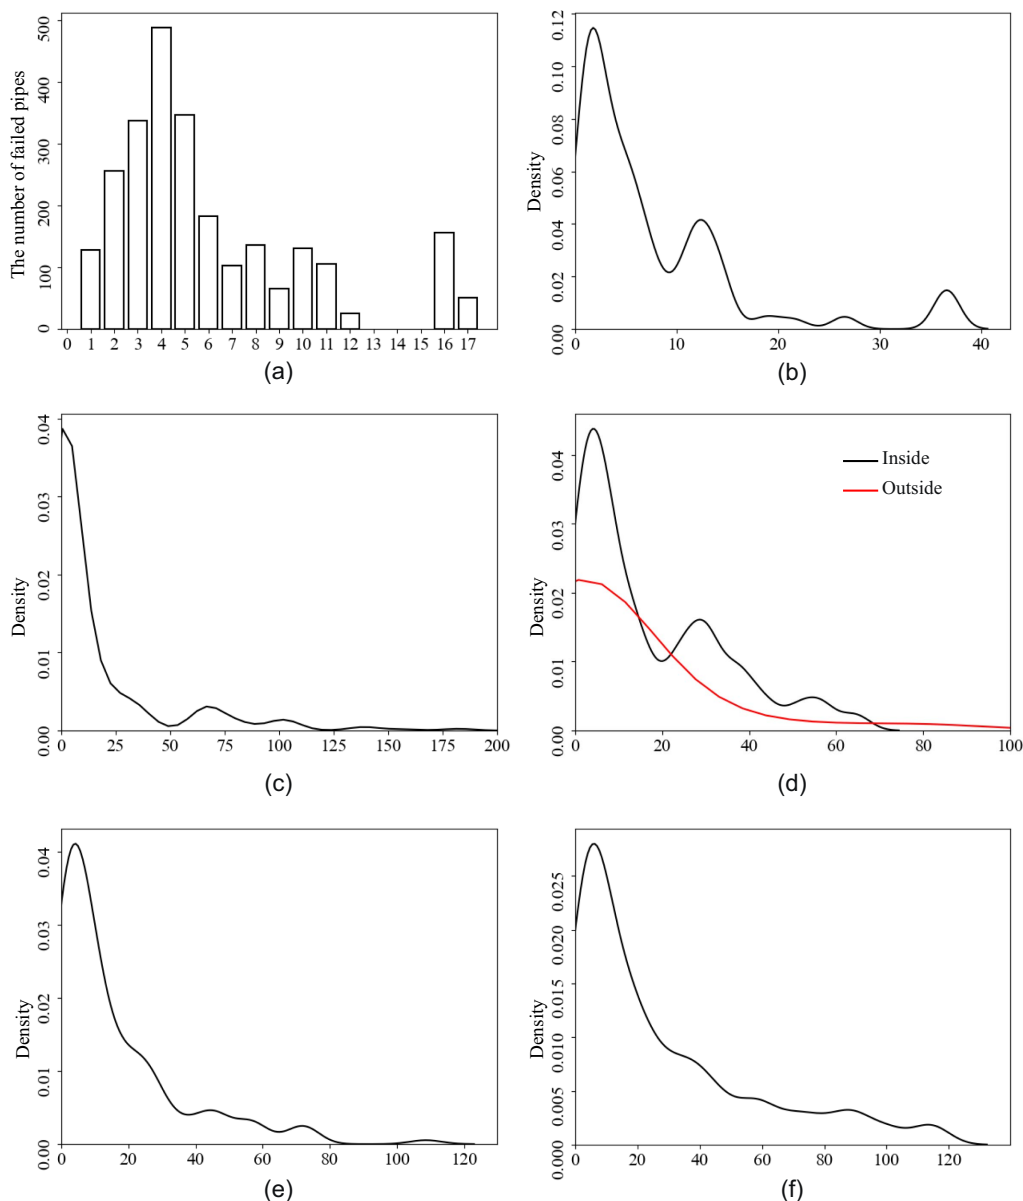 The number of failed pipes
500
400
300
200
100
0
0 1 2 3 4 5 6 7 8 9 10 11 12 13 14 15 16 17
(a)
Density
0.12
0.10
0.08
0.06
0.04
0.02
0.00
0 10 20 30 40
(b)
Density
0.04
0.03
0.02
0.01
0.00
0 25 50 75 100 125 150 175 200
(c)
Density
0.04
0.03
0.02
0.01
0.00
Inside
Outside
0 20 40 60 80 100
(d)
Density
0.04
0.03
0.02
0.01
0.00
0 20 40 60 80 100 120
(e)
Density
0.025
0.020
0.015
0.010
0.005
0.000
0 20 40 60 80 100 120
(f)